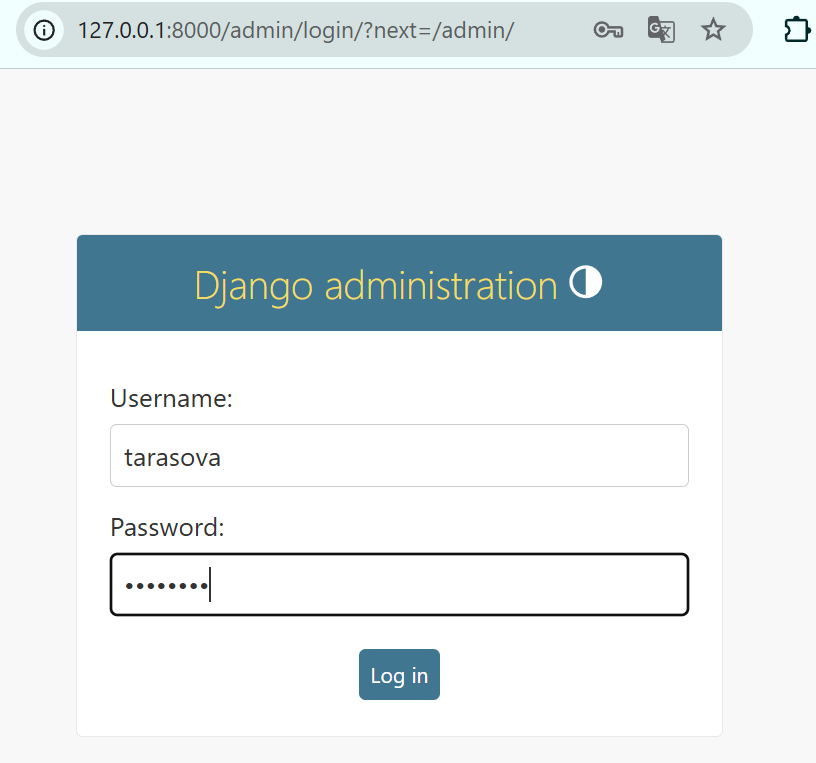 127.0.0.1:8000/admin/login/?next=/admin/
Django administration
Username:
tarasova
Password:
••••••••
Log in